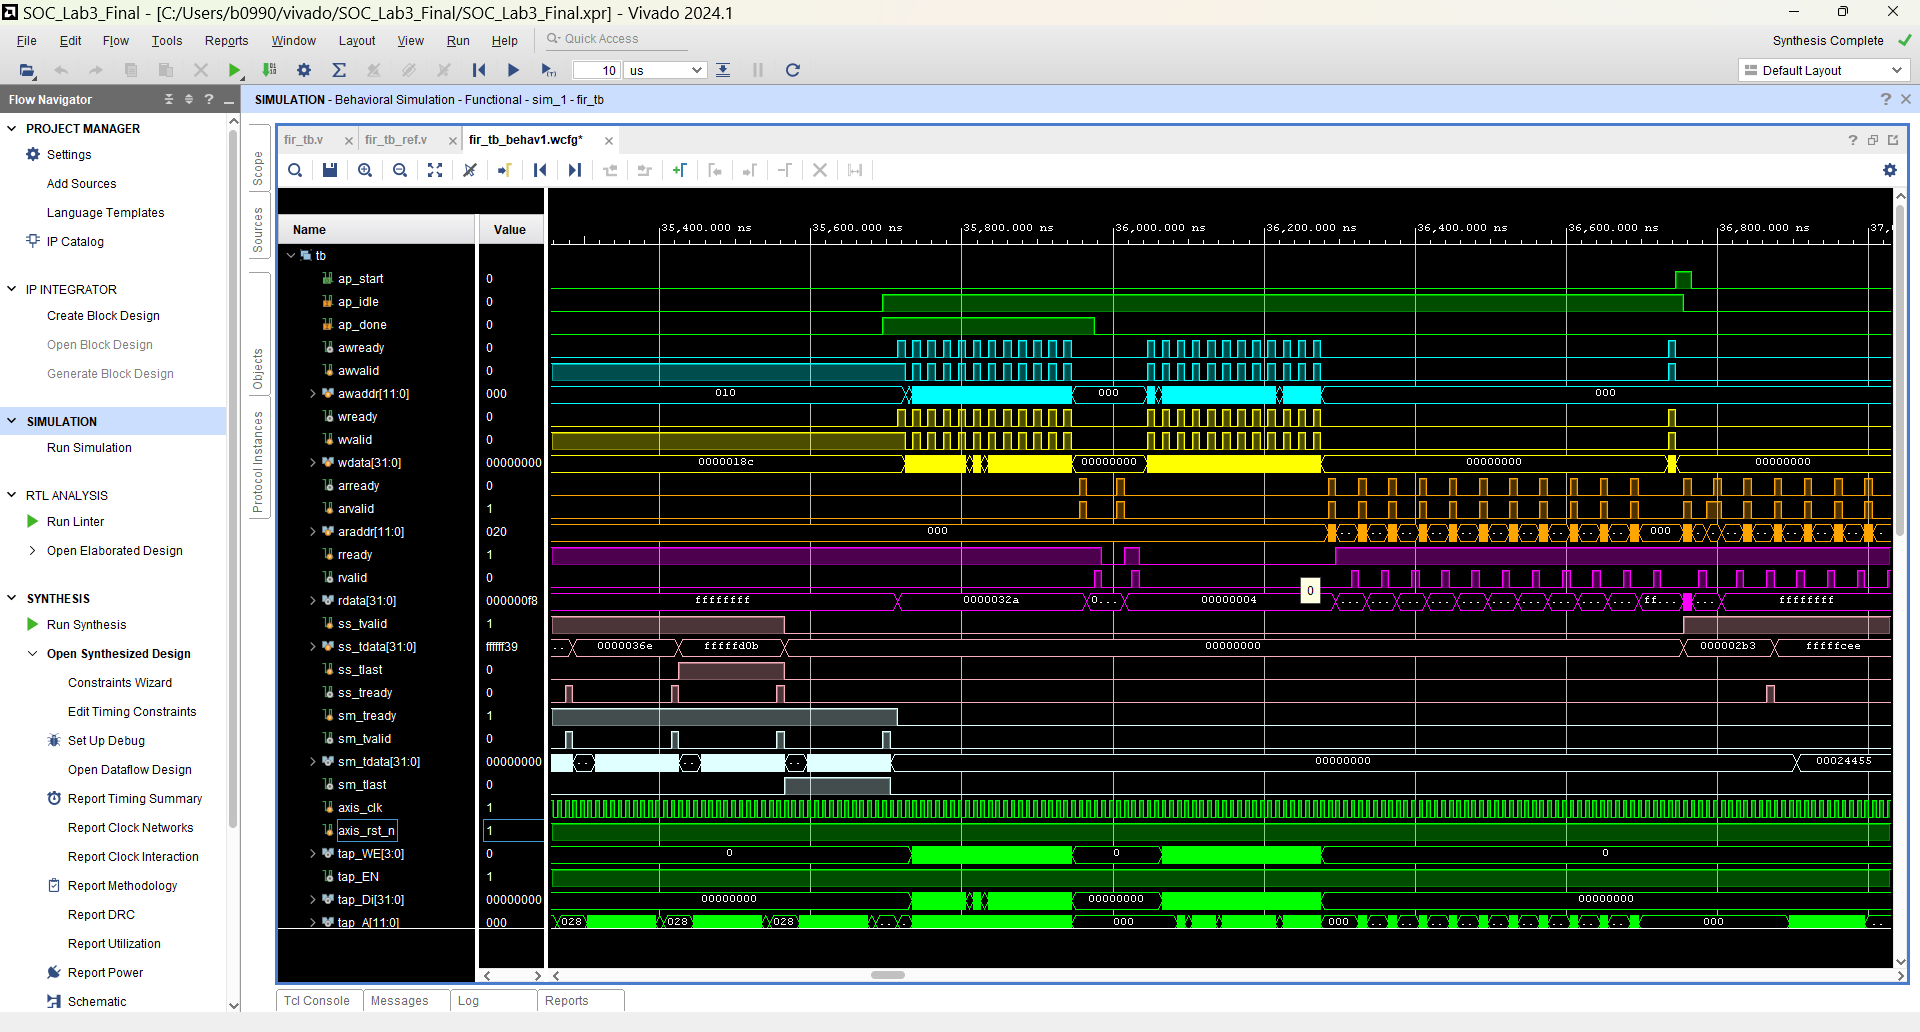 SOC_Lab3_Final - [C:/Users/b0990/vivado/SOC_Lab3_Final/SOC_Lab3_Final.xpr] - Vivado 2024.1
File Edit Flow Tools Reports Window Layout View Run Help Quick Access
Synthesis Complete
10 us
Default Layout
Flow Navigator
SIMULATION - Behavioral Simulation - Functional - sim_1 - fir_tb
PROJECT MANAGER
Settings
Add Sources
Language Templates
IP Catalog
IP INTEGRATOR
Create Block Design
Open Block Design
Generate Block Design
SIMULATION
Run Simulation
RTL ANALYSIS
Run Linter
Open Elaborated Design
SYNTHESIS
Run Synthesis
Open Synthesized Design
Constraints Wizard
Edit Timing Constraints
Set Up Debug
Open Dataflow Design
Report Timing Summary
Report Clock Networks
Report Clock Interaction
Report Methodology
Report DRC
Report Utilization
Report Power
Schematic
Scope
Sources
Objects
Protocol Instances
fir_tb.v fir_tb_ref.v fir_tb_behav1.wcfg*
Name Value
35,400.000 ns 35,600.000 ns 35,800.000 ns 36,000.000 ns 36,200.000 ns 36,400.000 ns 36,600.000 ns 36,800.000 ns 37,
tb
ap_start 0
ap_idle 0
ap_done 0
awready 0
awvalid 0
awaddr[11:0] 000 010 000 000
wready 0
wvalid 0
wdata[31:0] 00000000 0000018c 00000000 00000000 00000000
arready 0
arvalid 1
araddr[11:0] 020 000 000
rready 1
rvalid 0
0
rdata[31:0] 000000f8 ffffffff 0000032a 0... 00000004 ff... ffffffff
ss_tvalid 1
ss_tdata[31:0] ffffff39 .. 0000036e fffffd0b 00000000 000002b3 fffffcee
ss_tlast 0
ss_tready 0
sm_tready 1
sm_tvalid 0
sm_tdata[31:0] 00000000 .. .. .. 00000000 00024455
sm_tlast 0
axis_clk 1
axis_rst_n 1
tap_WE[3:0] 0 0 0 0
tap_EN 1
tap_Di[31:0] 00000000 00000000 00000000 00000000
tap_A[11:0] 000 028 028 028 .. . 000 000 000 ..
Tcl Console Messages Log Reports